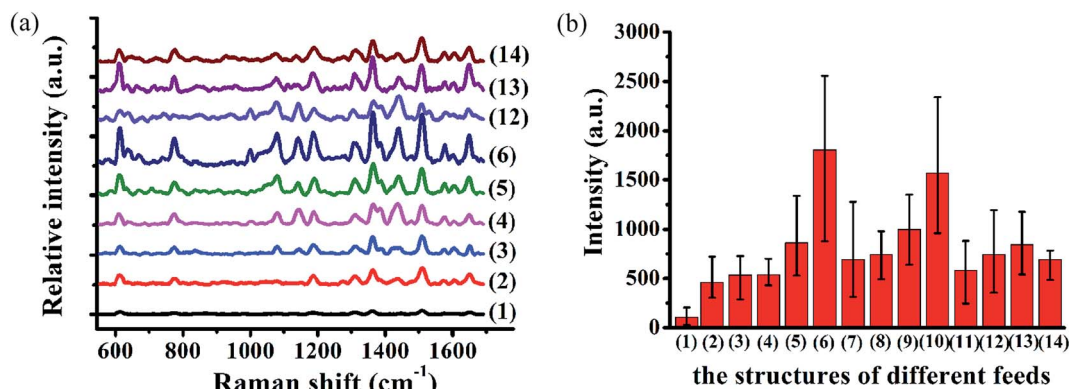 (a)
Relative intensity (a.u.)
(14)
(13)
(12)
(6)
(5)
(4)
(3)
(2)
(1)
600 800 1000 1200 1400 1600
Raman shift (cm⁻¹)
(b)
Intensity (a.u.)
3000
2500
2000
1500
1000
500
0
(1) (2) (3) (4) (5) (6) (7) (8) (9) (10) (11) (12) (13) (14)
the structures of different feeds